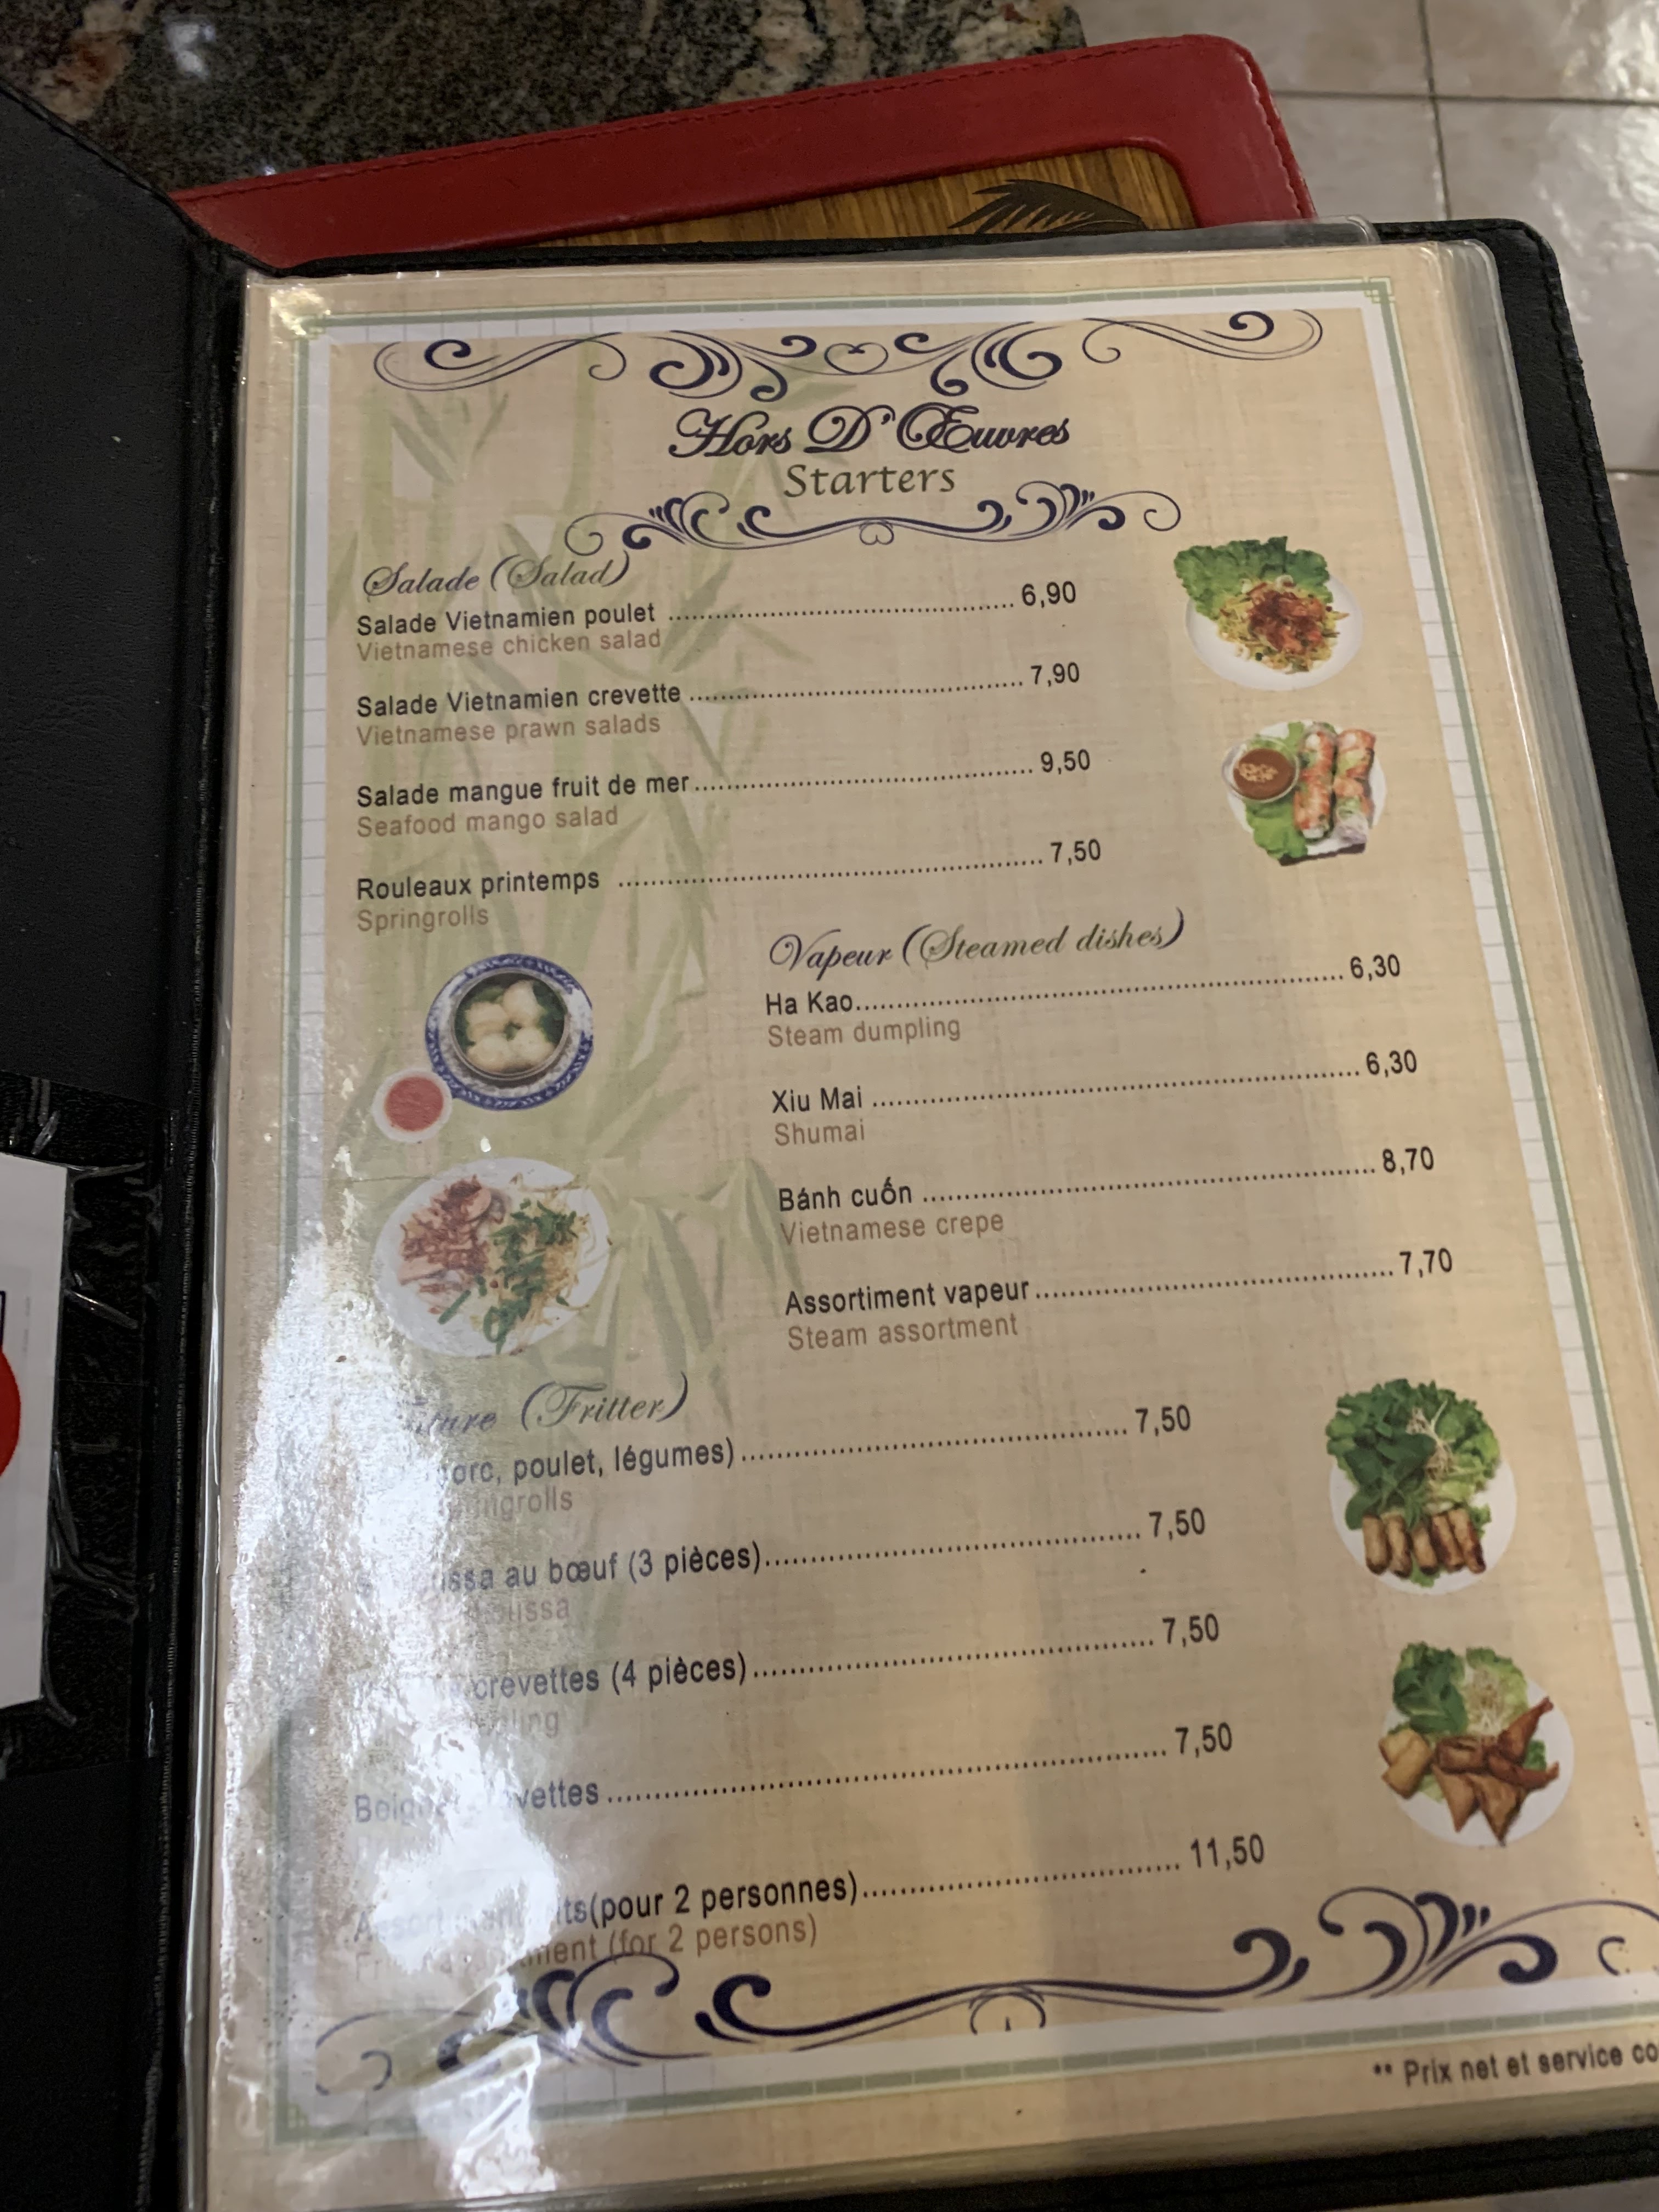 Hors D'Œuvres
Starters
Salade (Salad)
Salade Vietnamien poulet ........ 6,90
Vietnamese chicken salad
Salade Vietnamien crevette ........ 7,90
Vietnamese prawn salads
Salade mangue fruit de mer ........ 9,50
Seafood mango salad
Rouleaux printemps ........ 7,50
Springrolls
Vapeur (Steamed dishes)
Ha Kao ........ 6,30
Steam dumpling
Xiu Mai ........ 6,30
Shumai
Bánh cuốn ........ 8,70
Vietnamese crepe
Assortiment vapeur ........ 7,70
Steam assortment
(Fritter)
poulet, légumes) ........ 7,50
au bœuf (3 pièces) ........ 7,50
crevettes (4 pièces) ........ 7,50
........ 7,50
(pour 2 personnes) ........ 11,50
(for 2 persons)
** Prix net et service